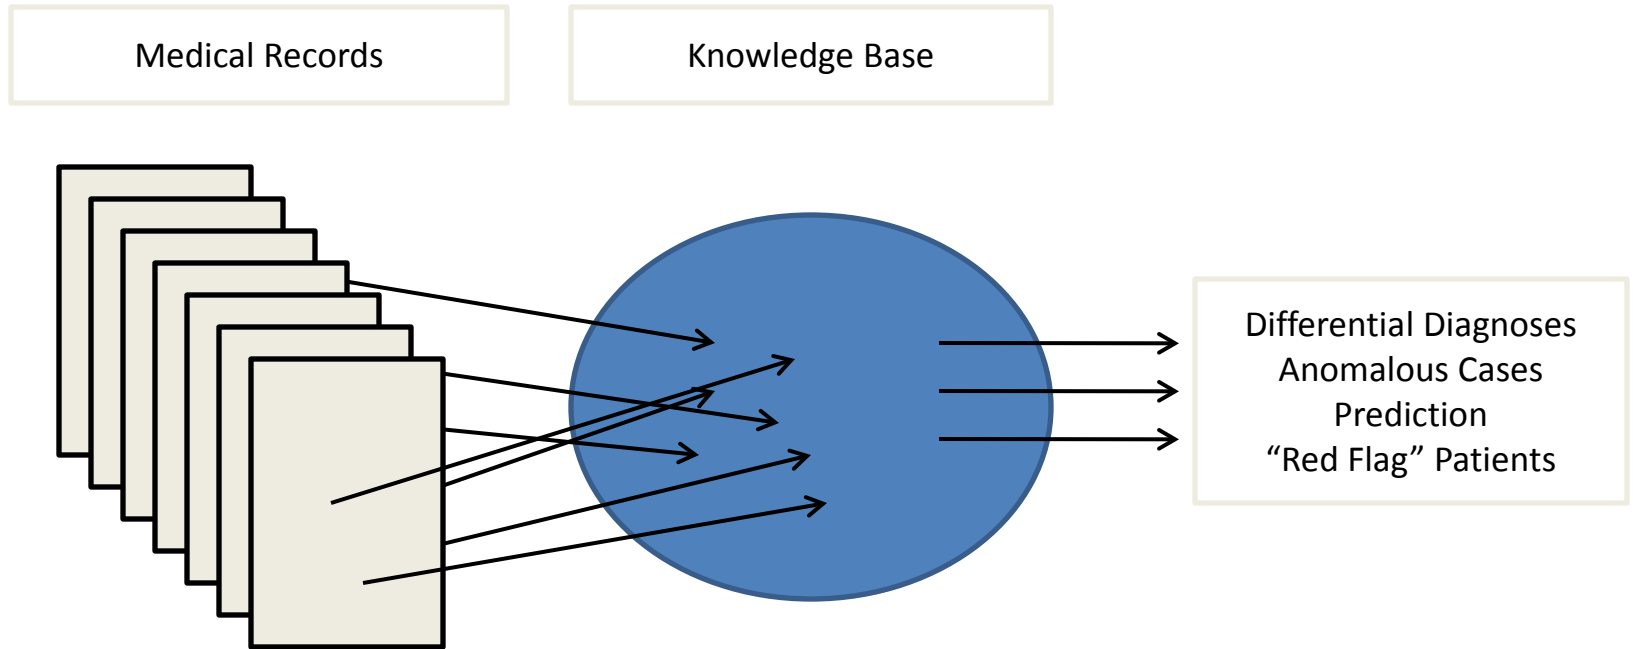 Medical Records
Knowledge Base
Differential Diagnoses
Anomalous Cases
Prediction
“Red Flag” Patients